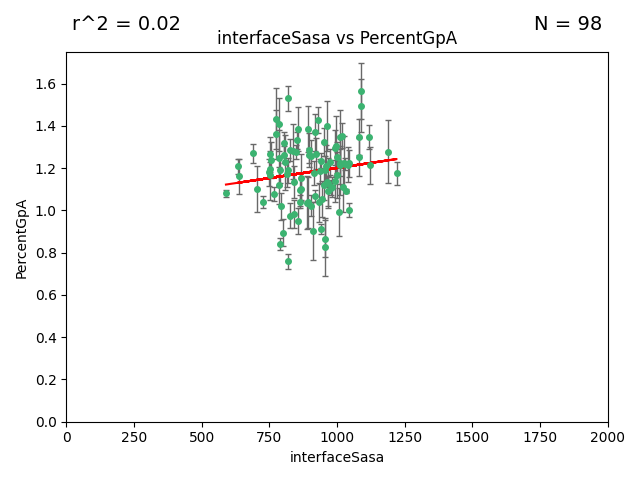 r^2 = 0.02
N = 98
interfaceSasa vs PercentGpA
PercentGpA
1.6
1.4
1.2
1.0
0.8
0.6
0.4
0.2
0.0
0 250 500 750 1000 1250 1500 1750 2000
interfaceSasa